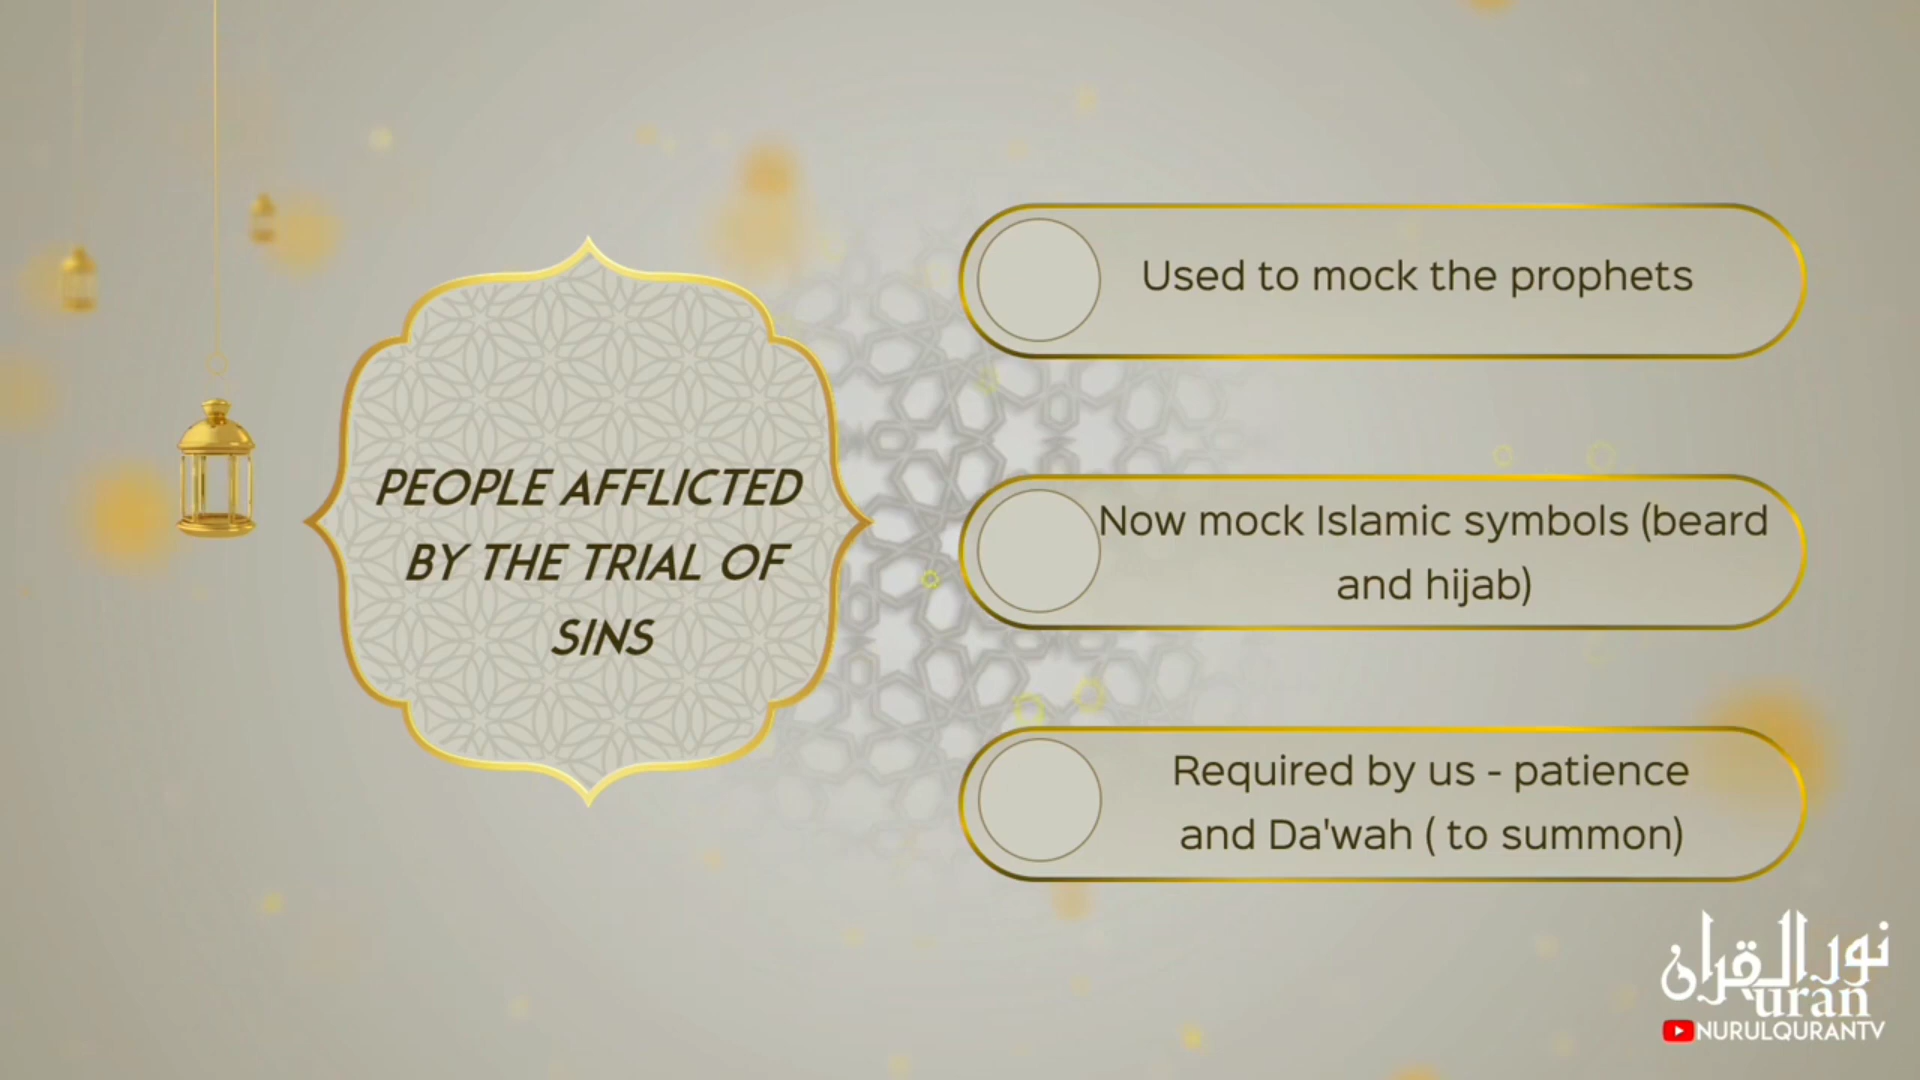 PEOPLE AFFLICTED
BY THE TRIAL OF
SINS
Used to mock the prophets
Now mock Islamic symbols (beard
and hijab)
Required by us - patience
and Da'wah ( to summon)
نور القرآن
uran
NURULQURANTV